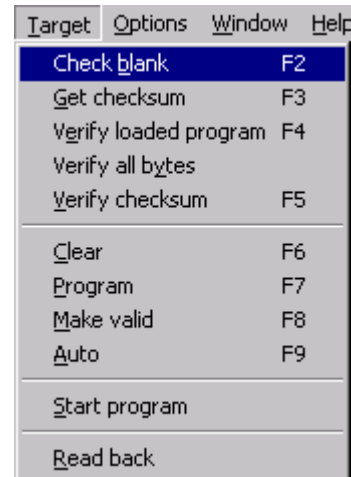 Target Options Window Help
Check blank F2
Get checksum F3
Verify loaded program F4
Verify all bytes
Verify checksum F5
Clear F6
Program F7
Make valid F8
Auto F9
Start program
Read back